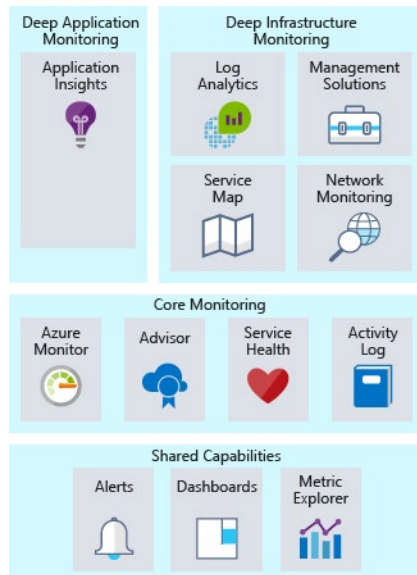 Deep Application
Monitoring
Application
Insights
Deep Infrastructure
Monitoring
Log
Analytics
Management
Solutions
Service
Map
Network
Monitoring
Core Monitoring
Azure
Monitor
Advisor
Service
Health
Activity
Log
Shared Capabilities
Alerts
Dashboards
Metric
Explorer